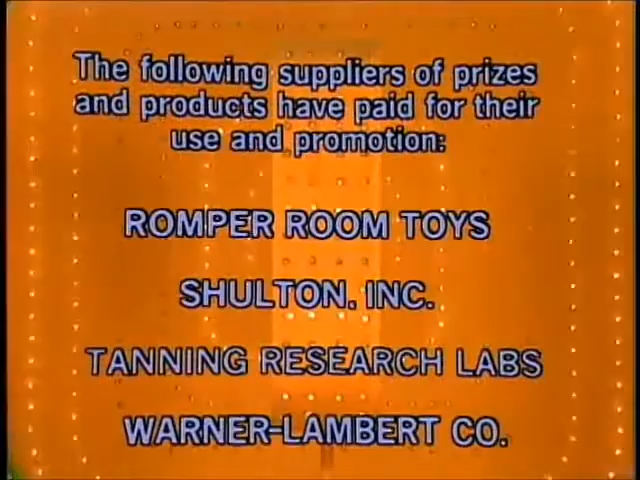 The following suppliers of prizes
and products have paid for their
use and promotion:
ROMPER ROOM TOYS
SHULTON, INC.
TANNING RESEARCH LABS
WARNER-LAMBERT CO.